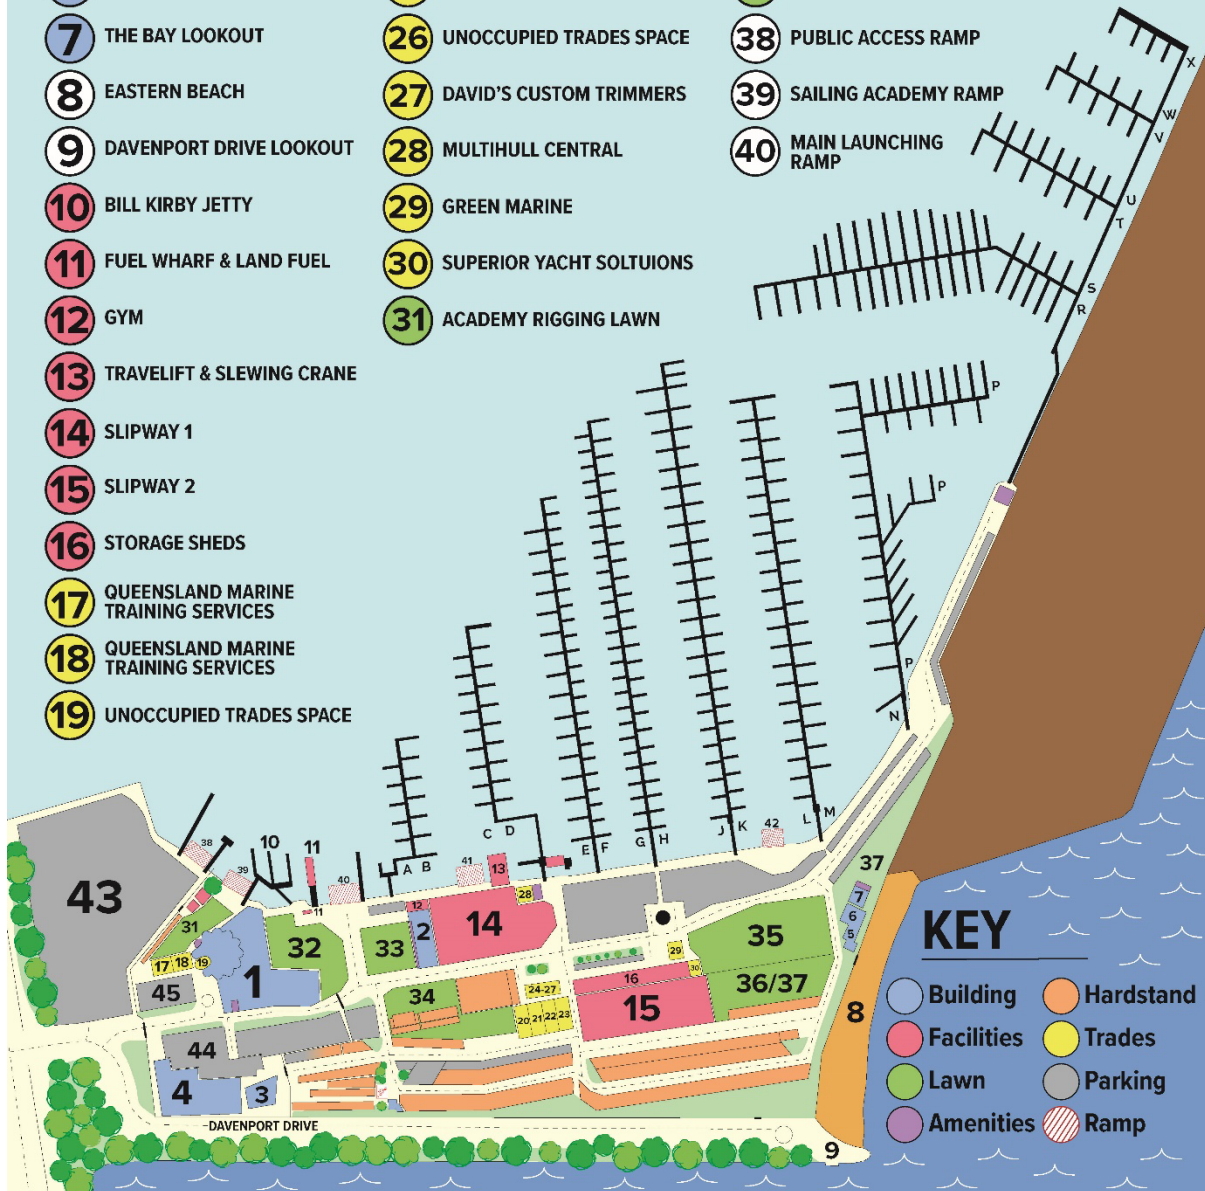 7 THE BAY LOOKOUT
8 EASTERN BEACH
9 DAVENPORT DRIVE LOOKOUT
10 BILL KIRBY JETTY
11 FUEL WHARF & LAND FUEL
12 GYM
13 TRAVELIFT & SLEWING CRANE
14 SLIPWAY 1
15 SLIPWAY 2
16 STORAGE SHEDS
17 QUEENSLAND MARINE
TRAINING SERVICES
18 QUEENSLAND MARINE
TRAINING SERVICES
19 UNOCCUPIED TRADES SPACE
26 UNOCCUPIED TRADES SPACE
27 DAVID'S CUSTOM TRIMMERS
28 MULTIHULL CENTRAL
29 GREEN MARINE
30 SUPERIOR YACHT SOLTUIONS
31 ACADEMY RIGGING LAWN
38 PUBLIC ACCESS RAMP
39 SAILING ACADEMY RAMP
40 MAIN LAUNCHING
RAMP
X
W
V
U
T
S
R
P
P
P
N
M
L
K
J
H
G
F
E
D
C
B
A
38
39
10
11
40
41
13
42
43
31
11
12
28
37
7
6
5
17 18 19
1
32
33
2
14
29
30
35
45
34
24-27
20 21 22 23
16
15
36/37
8
44
4
3
DAVENPORT DRIVE
9
KEY
Building
Hardstand
Facilities
Trades
Lawn
Parking
Amenities
Ramp